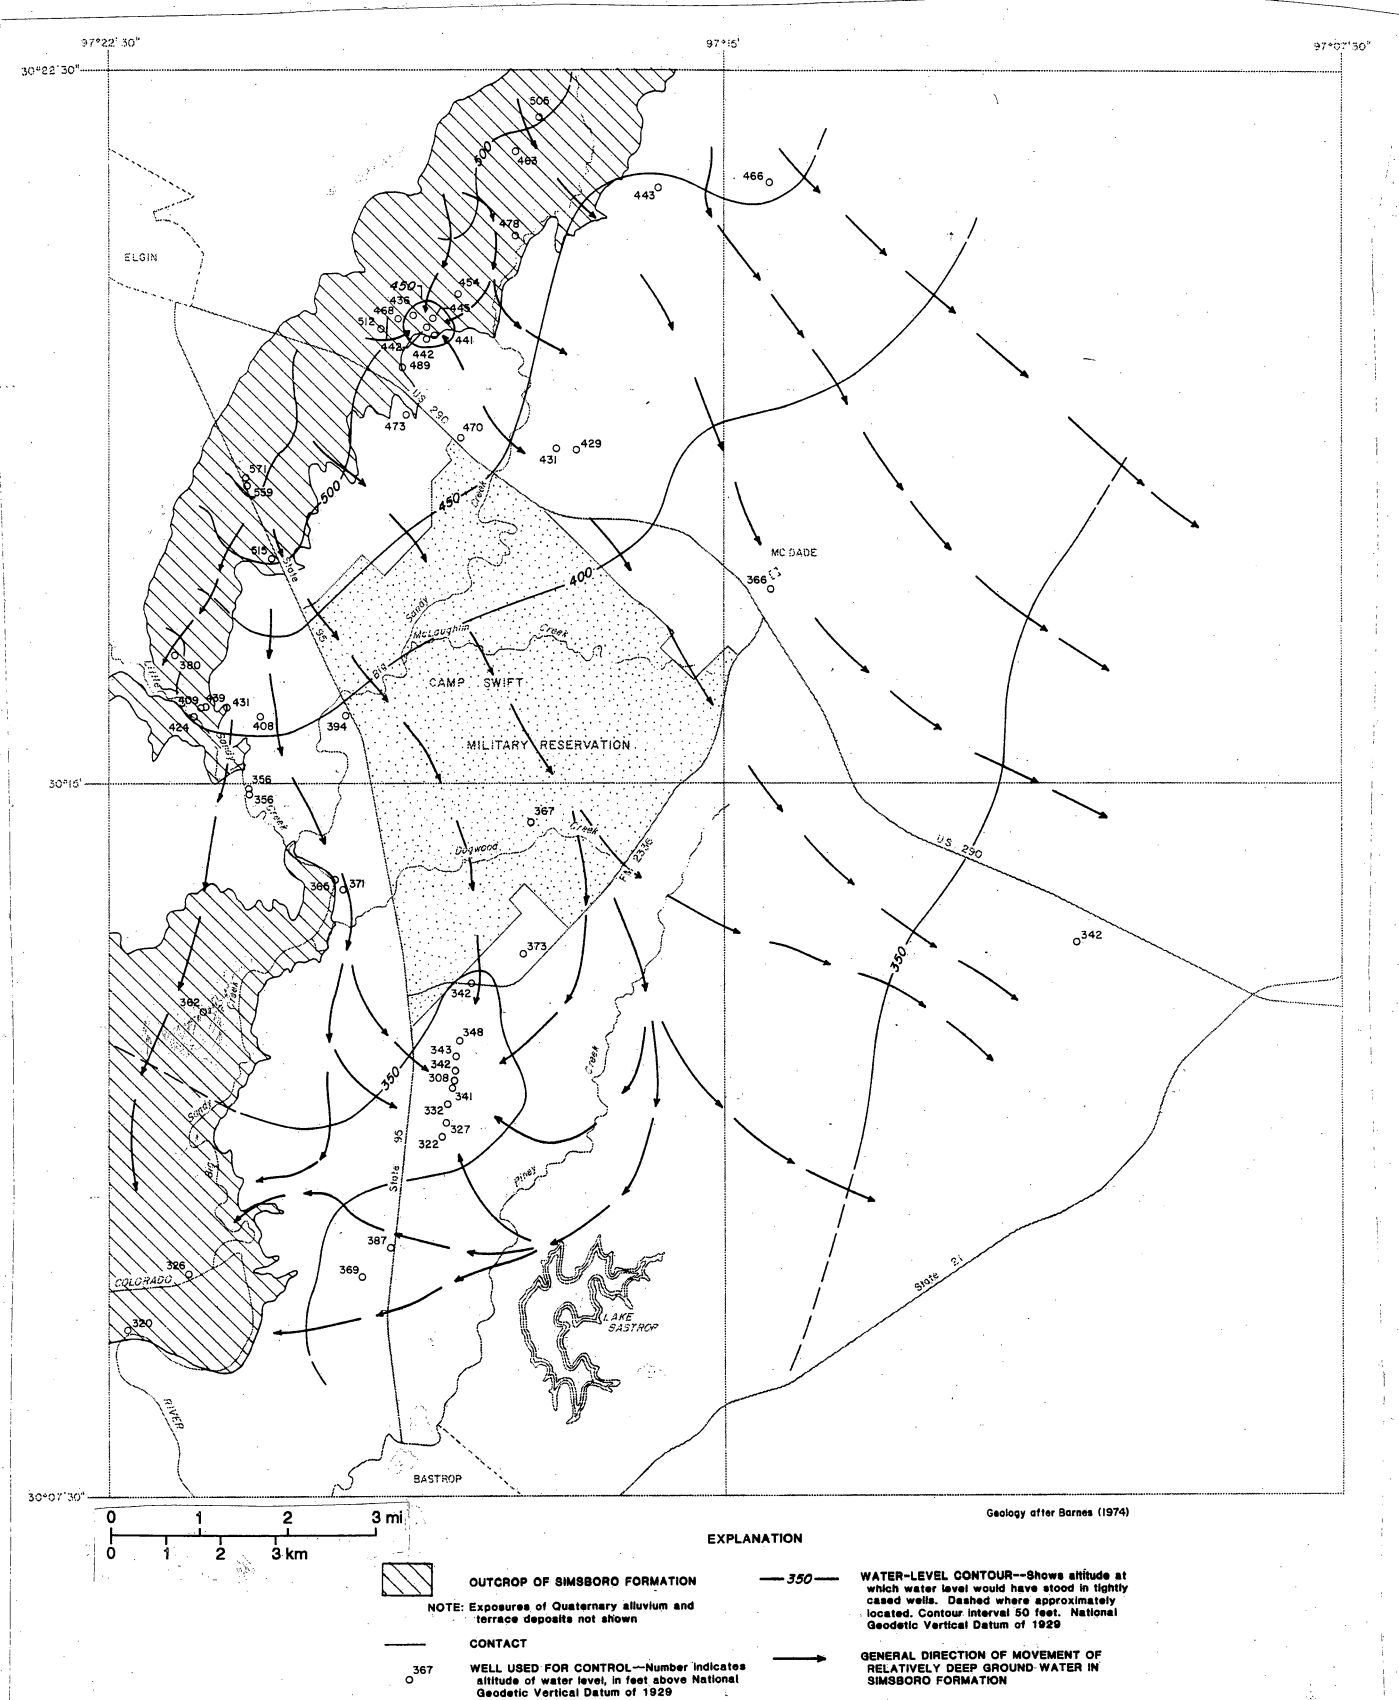 97°22'30"
97°15'
97°07'30"
30°22'30"
505
500
463
443
466
478
ELGIN
450
454
436
468
445
512
442
442
441
489
US 290
473
470
429
431
571
559
500
450
Creek
515
State
MC DADE
400
366
Sandy
95
McLaughlin
Creek
Big
380
Little
CAMP SWIFT
409
439
431
424
408
394
Sandy
MILITARY RESERVATION
30°15'
356
356
Creek
367
Creek
Dogwood
FM 2336
US 290
366
371
342
373
350
342
362
Creek
348
343
342
308
341
332
327
322
350
Creek
Sandy
95
State
Big
Piney
387
369
326
COLORADO
320
State 21
LAKE
BASTROP
RIVER
BASTROP
30°07'30"
0 1 2 3 mi
0 1 2 3 km
Geology after Barnes (1974)
EXPLANATION
OUTCROP OF SIMSBORO FORMATION
NOTE: Exposures of Quaternary alluvium and
terrace deposits not shown
CONTACT
367
WELL USED FOR CONTROL—Number indicates
altitude of water level, in feet above National
Geodetic Vertical Datum of 1929
350
WATER-LEVEL CONTOUR--Shows altitude at
which water level would have stood in tightly
cased wells. Dashed where approximately
located. Contour interval 50 feet. National
Geodetic Vertical Datum of 1929
GENERAL DIRECTION OF MOVEMENT OF
RELATIVELY DEEP GROUND WATER IN
SIMSBORO FORMATION